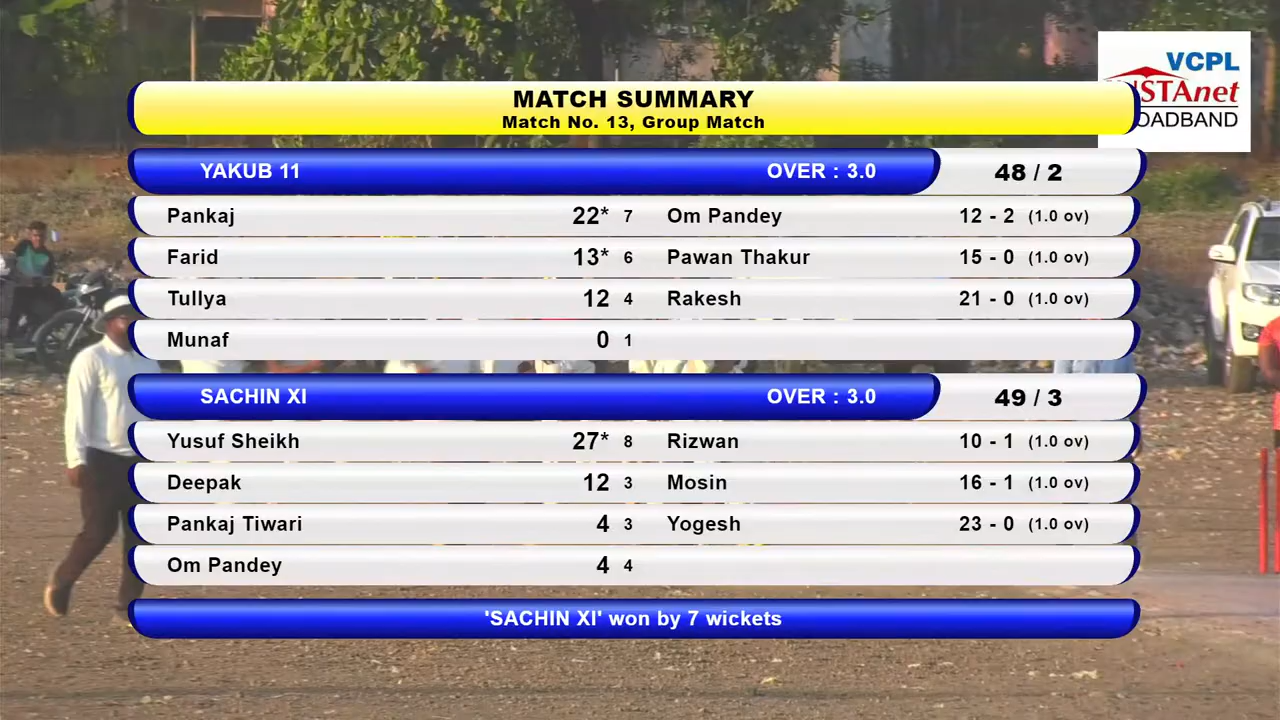 VCPL
MATCH SUMMARY
Match No. 13, Group Match
YAKUB 11 OVER : 3.0 48 / 2
Pankaj 22* 7 Om Pandey 12 - 2 (1.0 ov)
Farid 13* 6 Pawan Thakur 15 - 0 (1.0 ov)
Tullya 12 4 Rakesh 21 - 0 (1.0 ov)
Munaf 0 1
SACHIN XI OVER : 3.0 49 / 3
Yusuf Sheikh 27* 8 Rizwan 10 - 1 (1.0 ov)
Deepak 12 3 Mosin 16 - 1 (1.0 ov)
Pankaj Tiwari 4 3 Yogesh 23 - 0 (1.0 ov)
Om Pandey 4 4
'SACHIN XI' won by 7 wickets